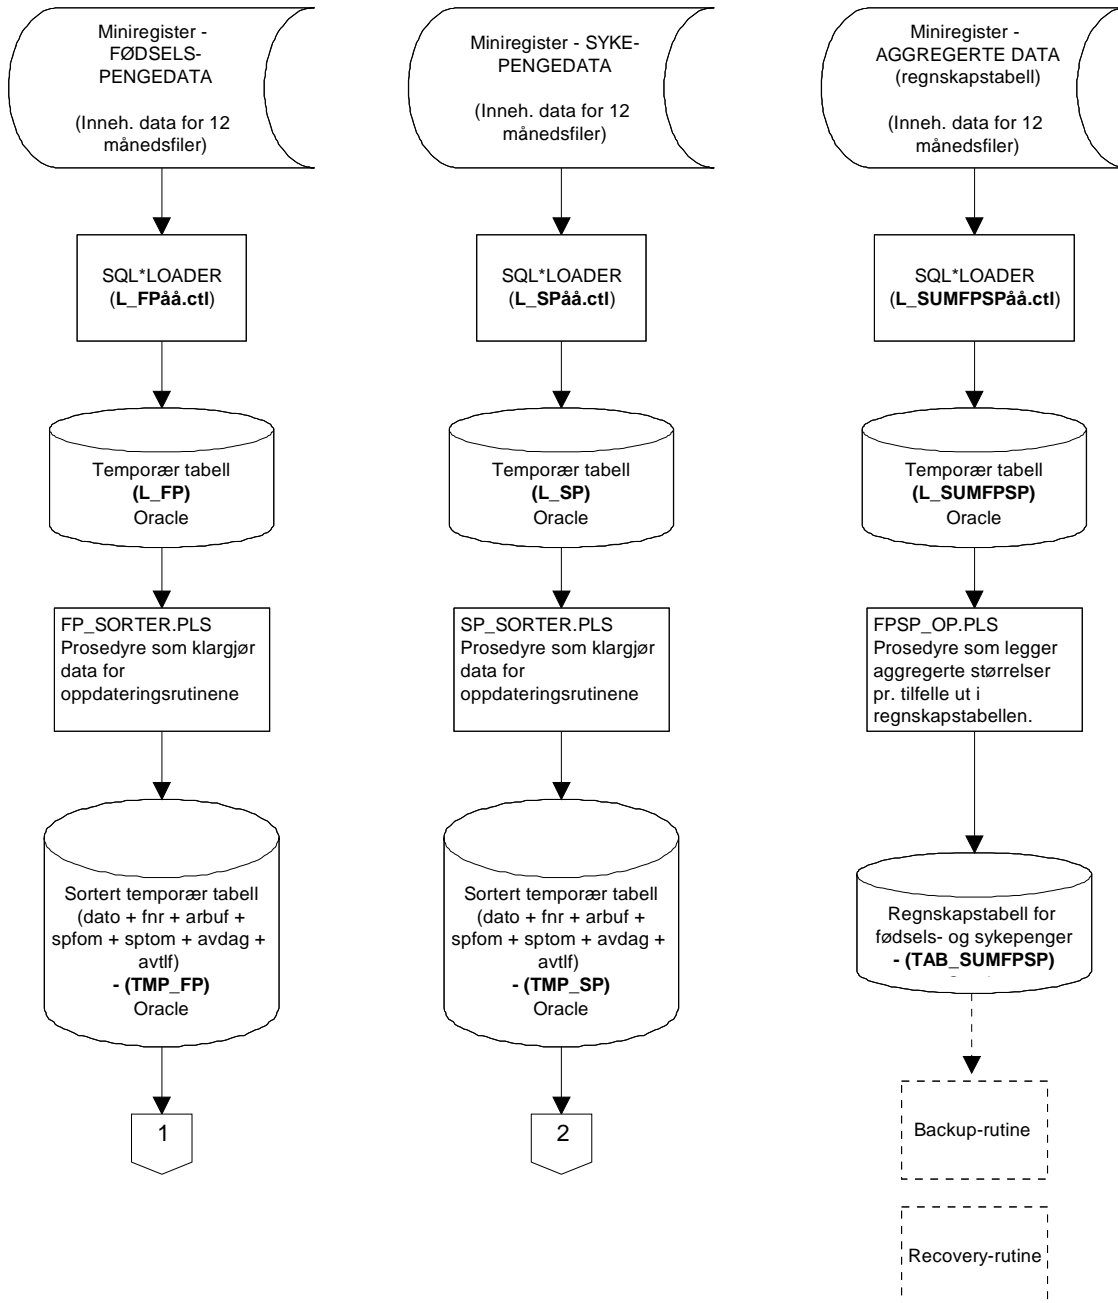 Miniregister -
FØDSELS-
PENGEDATA
(Inneh. data for 12
månedsfiler)
SQL*LOADER
(L_FPåå.ctl)
Temporær tabell
(L_FP)
Oracle
FP_SORTER.PLS
Prosedyre som klargjør
data for
oppdateringsrutinene
Sortert temporær tabell
(dato + fnr + arbuf +
spfom + sptom + avdag +
avtlf)
- (TMP_FP)
Oracle
1
Miniregister - SYKE-
PENGEDATA
(Inneh. data for 12
månedsfiler)
SQL*LOADER
(L_SPåå.ctl)
Temporær tabell
(L_SP)
Oracle
SP_SORTER.PLS
Prosedyre som klargjør
data for
oppdateringsrutinene
Sortert temporær tabell
(dato + fnr + arbuf +
spfom + sptom + avdag +
avtlf)
- (TMP_SP)
Oracle
2
Miniregister -
AGGREGERTE DATA
(regnskapstabell)
(Inneh. data for 12
månedsfiler)
SQL*LOADER
(L_SUMFPSPåå.ctl)
Temporær tabell
(L_SUMFPSP)
Oracle
FPSP_OP.PLS
Prosedyre som legger
aggregerte størrelser
pr. tilfelle ut i
regnskapstabellen.
Regnskapstabell for
fødsels- og sykepenger
- (TAB_SUMFPSP)
Backup-rutine
Recovery-rutine